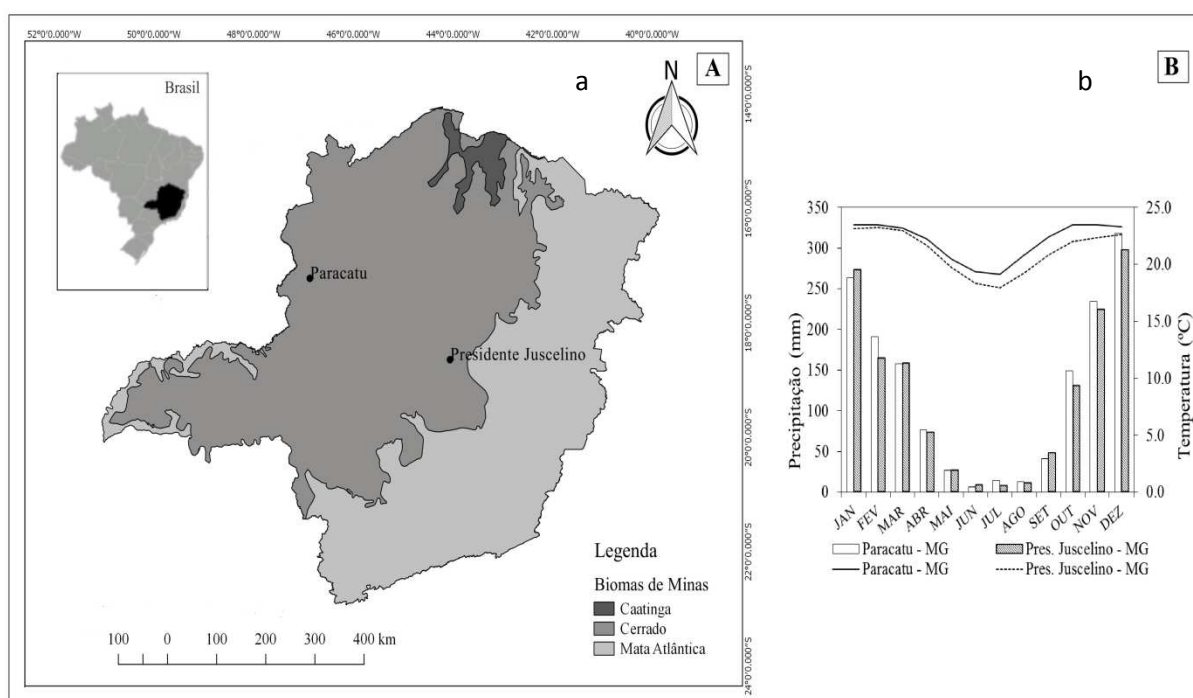 52°0'0.000"W
50°0'0.000"W
48°0'0.000"W
46°0'0.000"W
44°0'0.000"W
42°0'0.000"W
40°0'0.000"W
Brasil
a
N
A
Paracatu
Presidente Juscelino
Legenda
Biomas de Minas
Caatinga
Cerrado
Mata Atlântica
100 0 100 200 300 400 km
14°0'0.000"S
16°0'0.000"S
18°0'0.000"S
20°0'0.000"S
22°0'0.000"S
24°0'0.000"S
b
B
Precipitação (mm)
350
300
250
200
150
100
50
0
25.0
20.0
15.0
10.0
5.0
0.0
Temperatura (ºC)
JAN
FEV
MAR
ABR
MAI
JUN
JUL
AGO
SET
OUT
NOV
DEZ
Paracatu - MG
Pres. Juscelino - MG
Paracatu - MG
Pres. Juscelino - MG